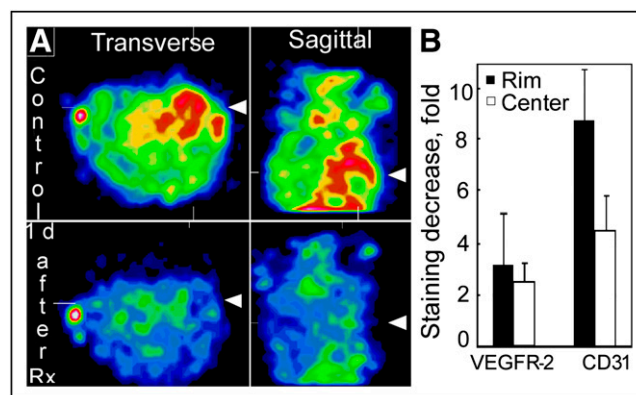 A
Transverse
Sagittal
Control
1 d after Rx
B
Rim
Center
Staining decrease, fold
10
8
6
4
2
0
VEGFR-2
CD31